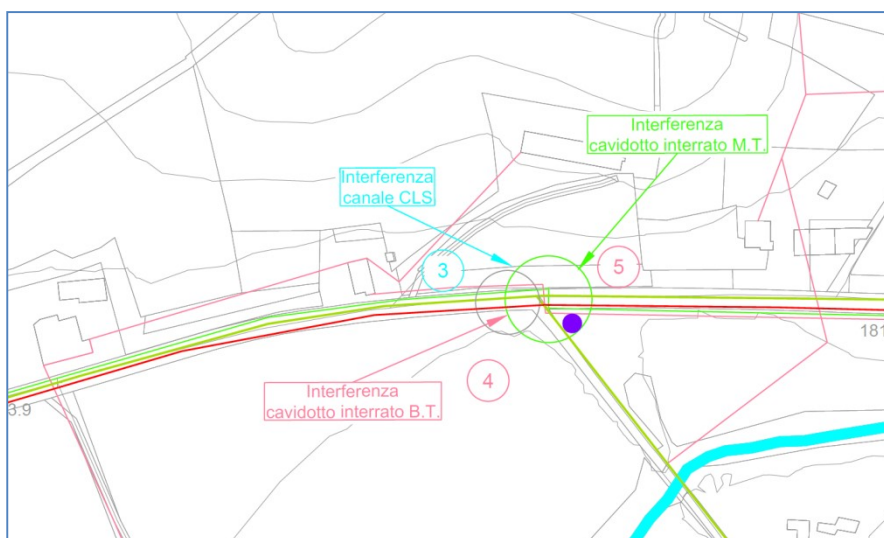 Interferenza
cavidotto interrato M.T.
Interferenza
canale CLS
3
5
181
4
Interferenza
cavidotto interrato B.T.
3.9